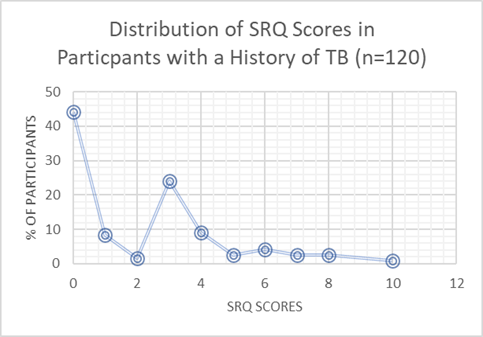 Distribution of SRQ Scores in
Particpants with a History of TB (n=120)
50
40
30
20
10
0
% OF PARTICIPANTS
0 2 4 6 8 10 12
SRQ SCORES